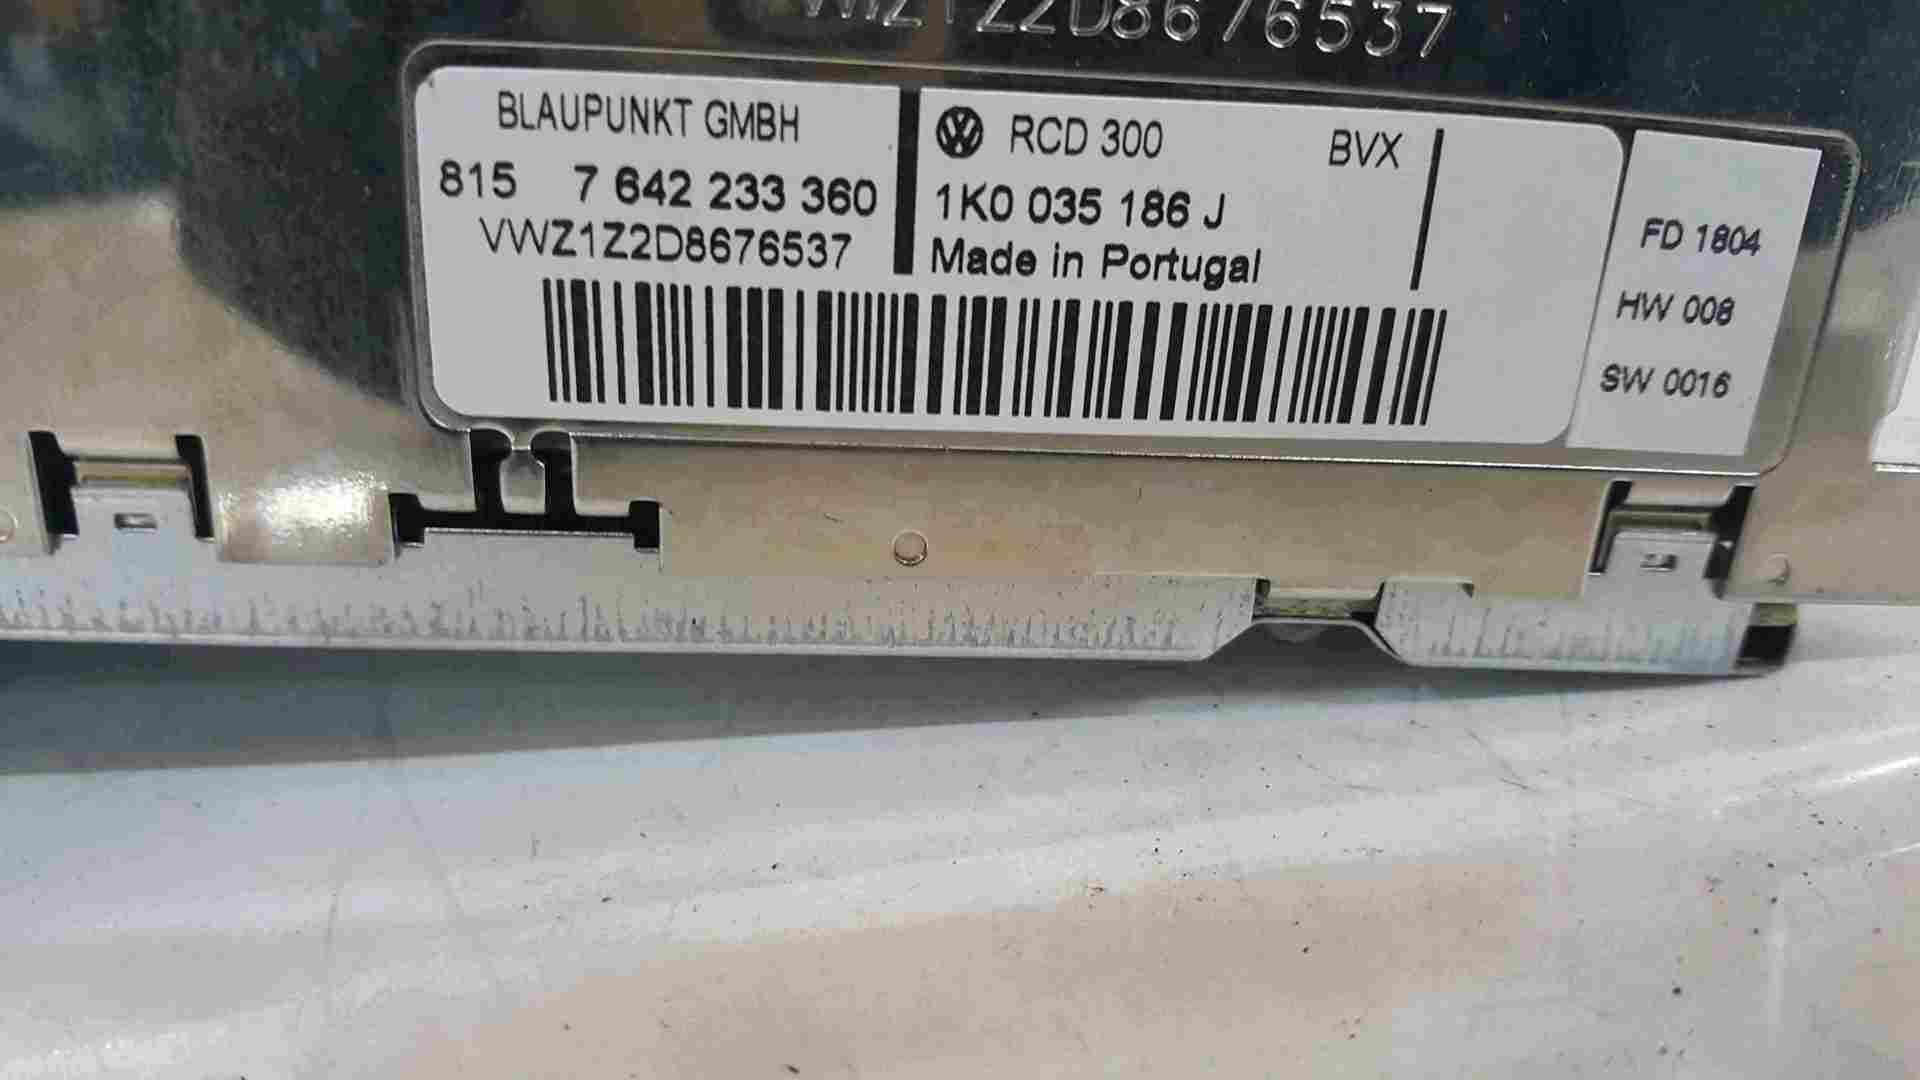 VWZ1Z2D8676537
BLAUPUNKT GMBH
815 7 642 233 360
VWZ1Z2D8676537
RCD 300 BVX
1K0 035 186 J
Made in Portugal
FD 1804
HW 008
SW 0016